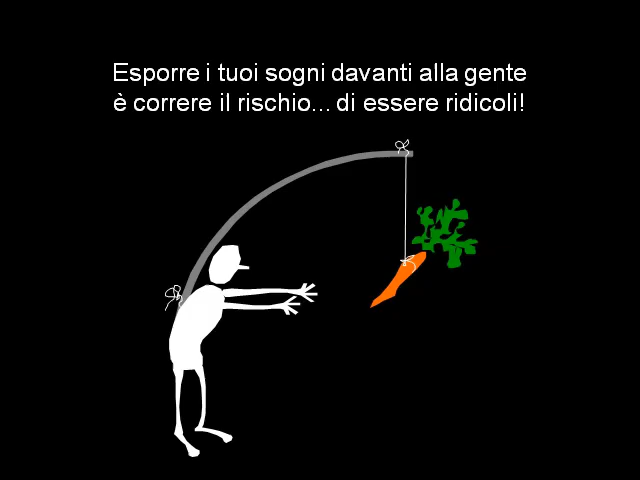 Esporre i tuoi sogni davanti alla gente
è correre il rischio... di essere ridicoli!